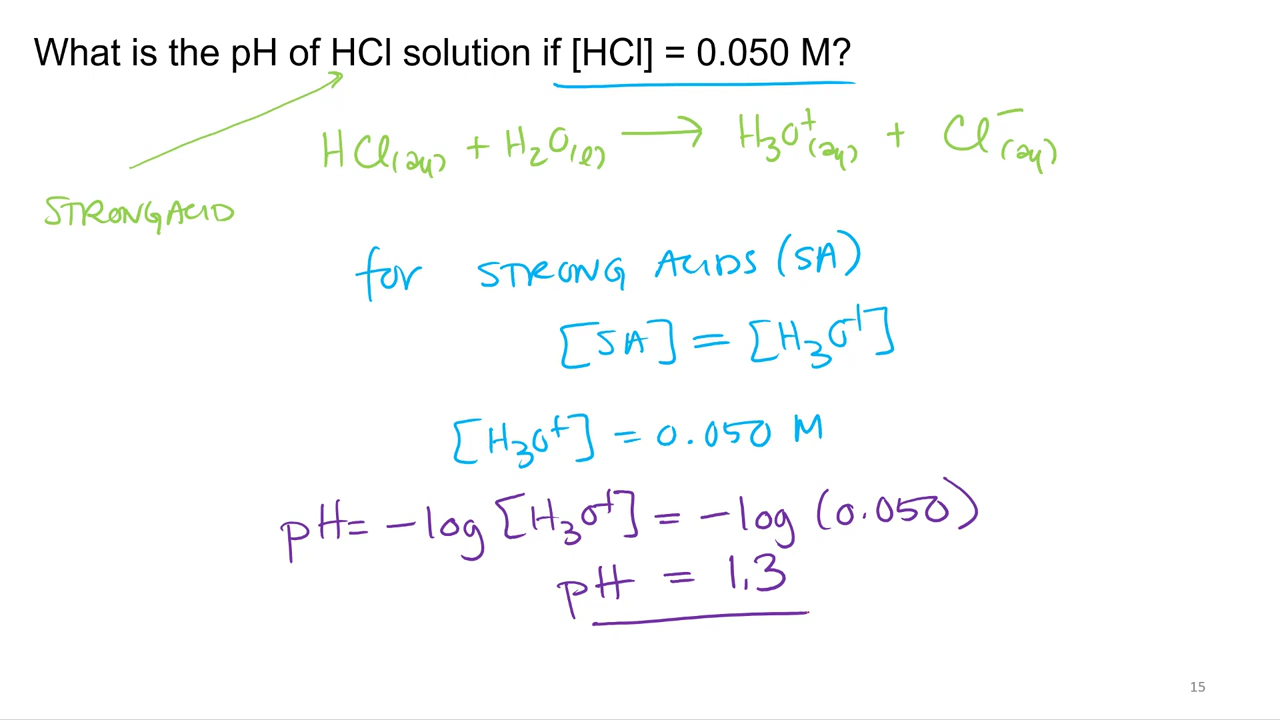 What is the pH of HCl solution if [HCl] = 0.050 M?
HCl(aq) + H₂O(l) ⟶ H₃O⁺(aq) + Cl⁻(aq)
STRONG ACID
for STRONG ACIDS (SA)
[SA] = [H₃O⁺]
[H₃O⁺] = 0.050 M
pH = -log [H₃O⁺] = -log (0.050)
pH = 1.3
15